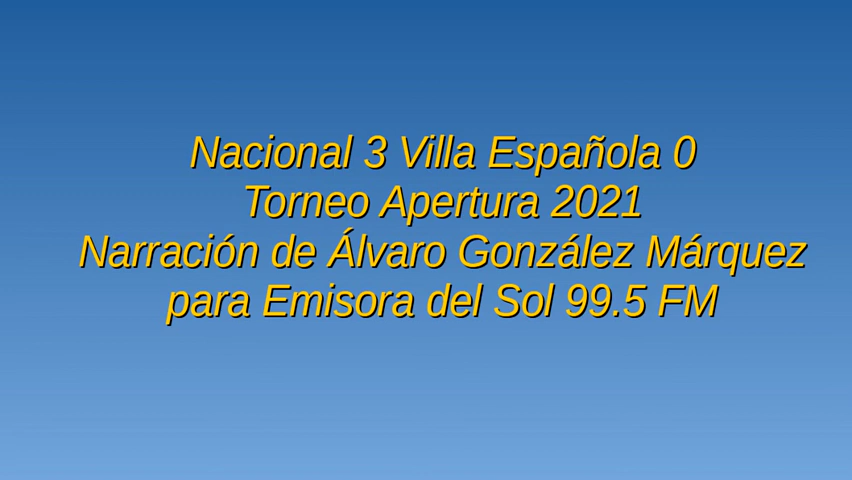 Nacional 3 Villa Española 0
Torneo Apertura 2021
Narración de Álvaro González Márquez
para Emisora del Sol 99.5 FM